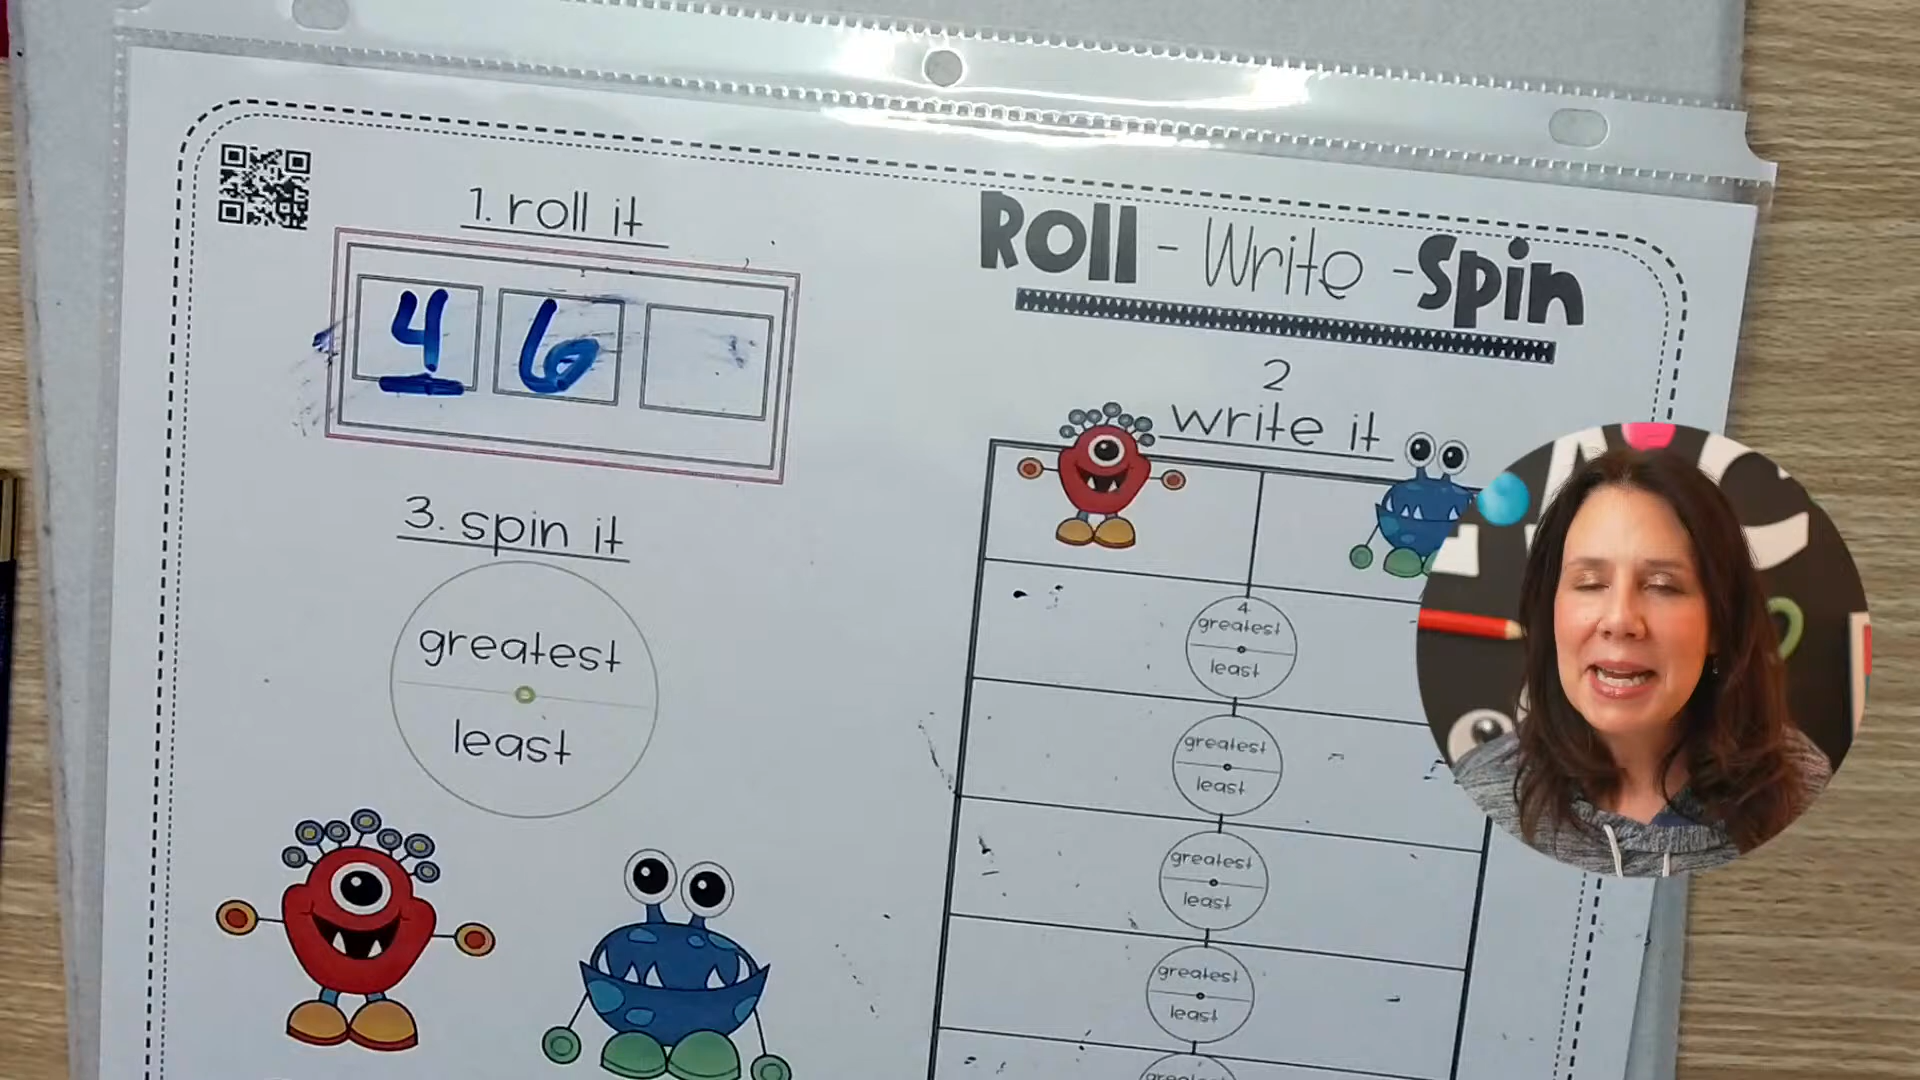 1. roll it
4 6
Roll - Write - Spin
2
write it
3. spin it
greatest
least
4
greatest
least
greatest
least
greatest
least
greatest
least
greatest